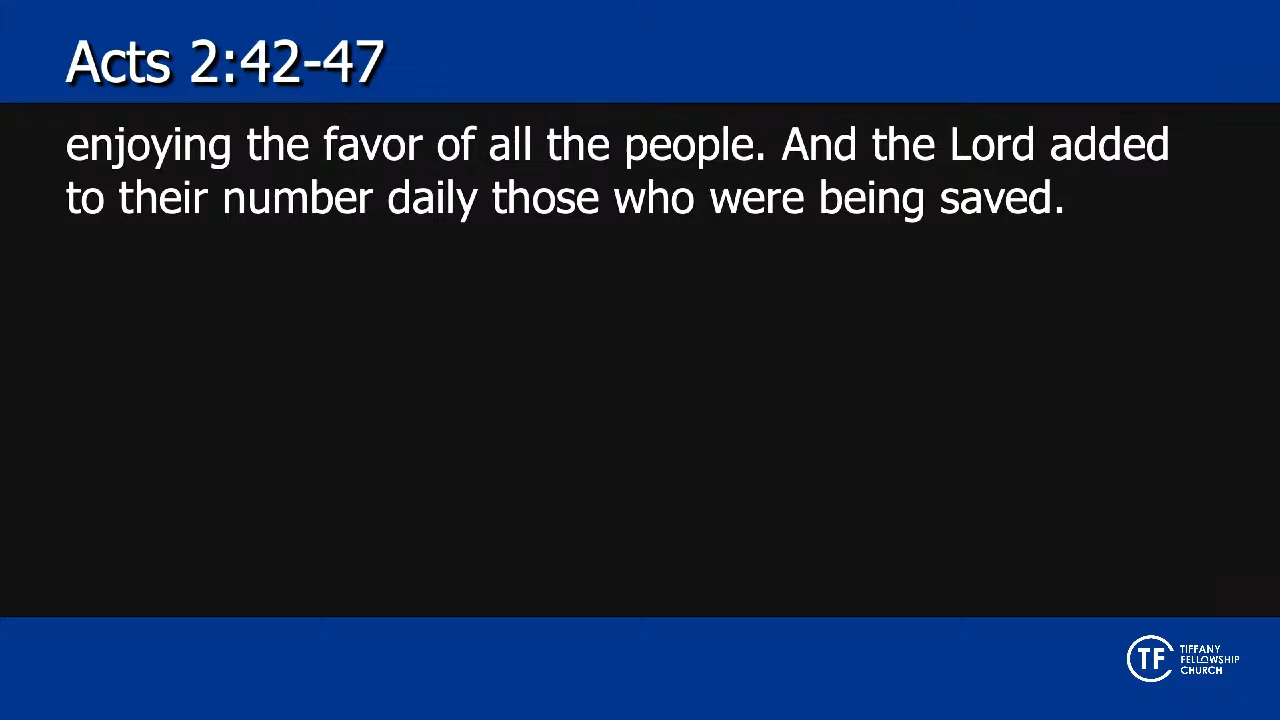 Acts 2:42-47
enjoying the favor of all the people. And the Lord added
to their number daily those who were being saved.
TF
TIFFANY
FELLOWSHIP
CHURCH